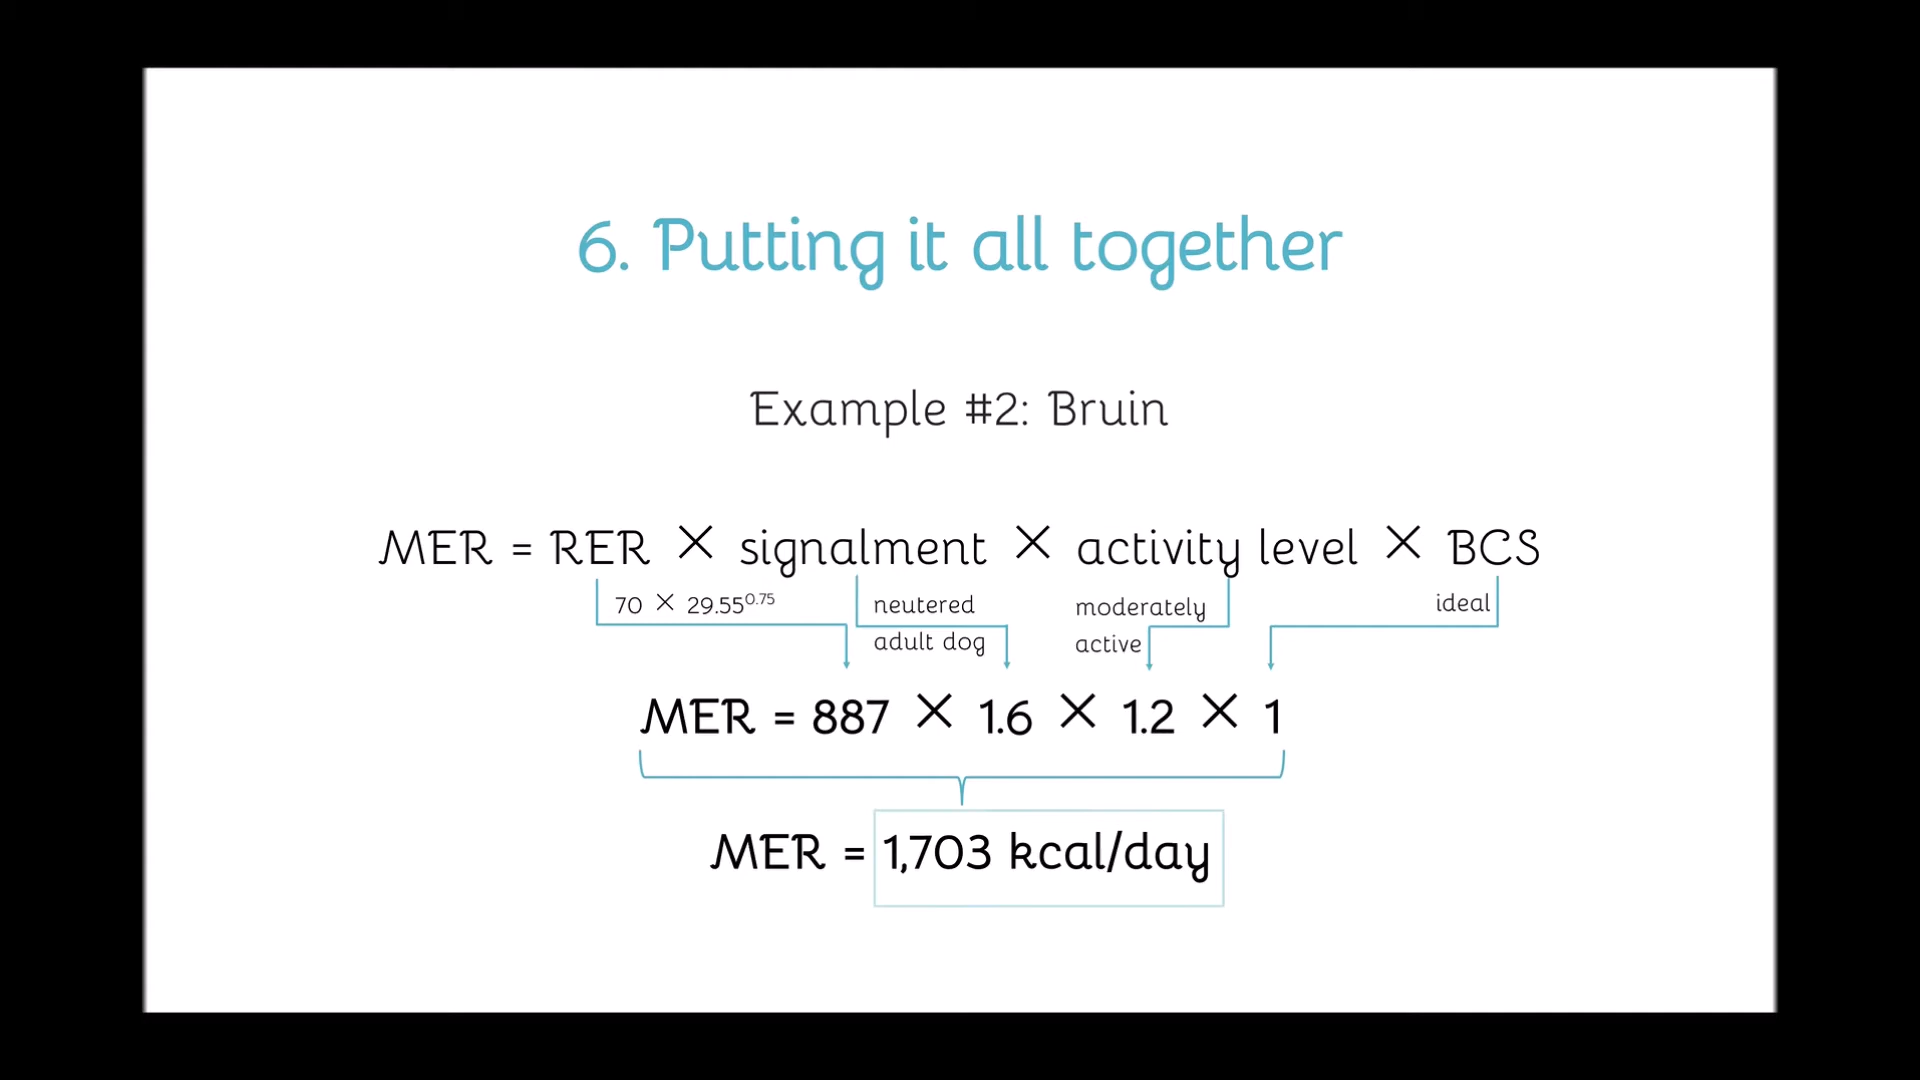 6. Putting it all together
Example #2: Bruin
MER = RER × signalment × activity level × BCS
70 × 29.55^0.75
neutered
adult dog
moderately
active
ideal
MER = 887 × 1.6 × 1.2 × 1
MER = 1,703 kcal/day